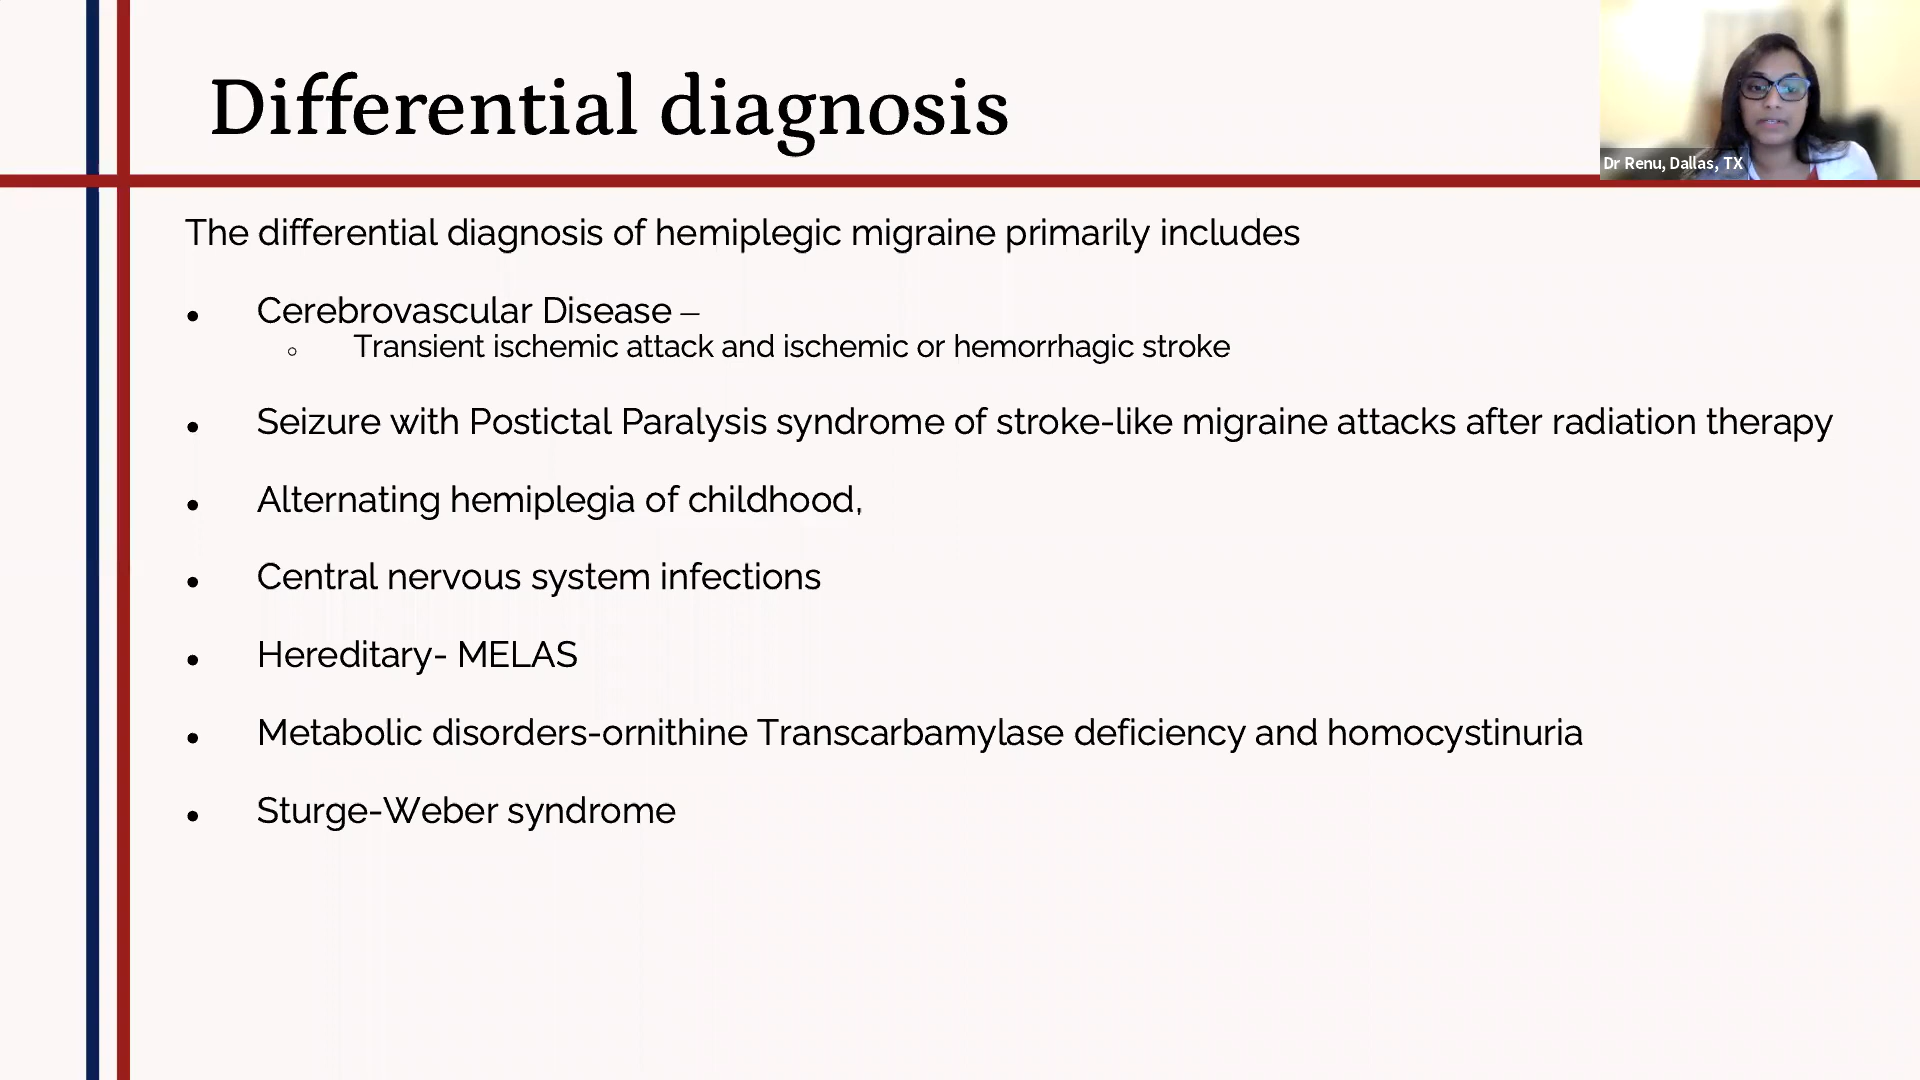 Differential diagnosis
Dr Renu, Dallas, TX
The differential diagnosis of hemiplegic migraine primarily includes
● Cerebrovascular Disease –
○ Transient ischemic attack and ischemic or hemorrhagic stroke
● Seizure with Postictal Paralysis syndrome of stroke-like migraine attacks after radiation therapy
● Alternating hemiplegia of childhood,
● Central nervous system infections
● Hereditary- MELAS
● Metabolic disorders-ornithine Transcarbamylase deficiency and homocystinuria
● Sturge-Weber syndrome